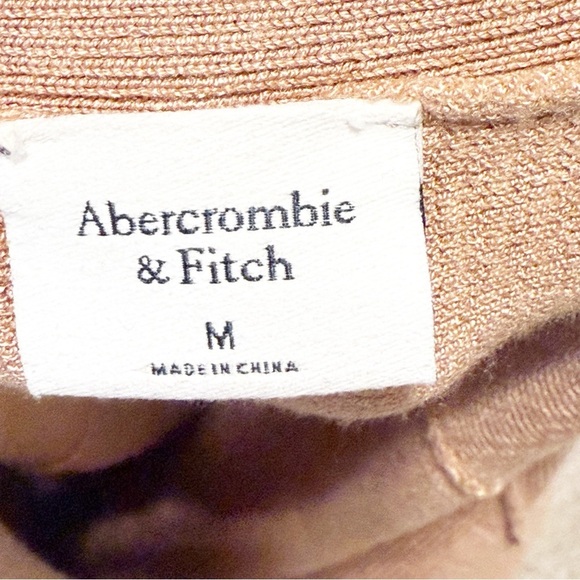 Abercrombie
& Fitch
M
MADE IN CHINA